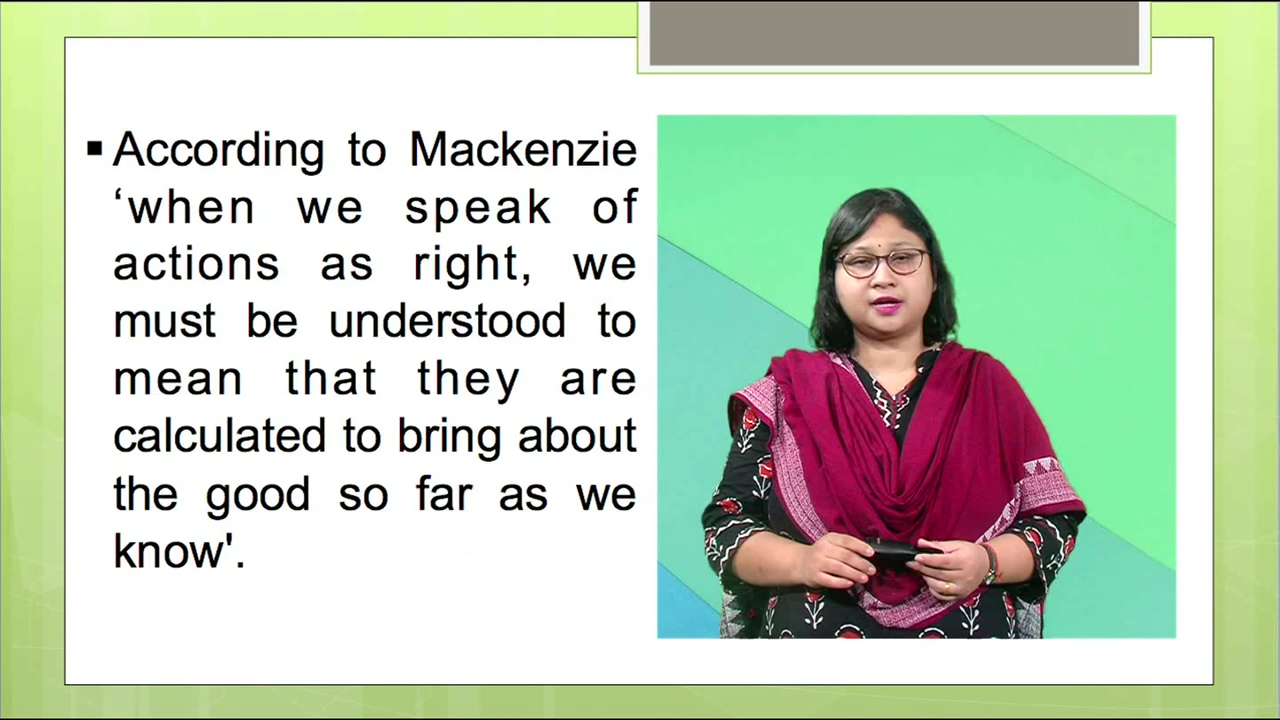 ▪ According to Mackenzie
‘when we speak of
actions as right, we
must be understood to
mean that they are
calculated to bring about
the good so far as we
know'.